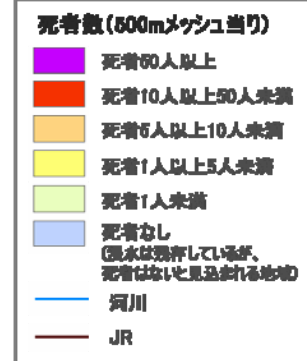 死者数(500mメッシュ当り)
死者50人以上
死者10人以上50人未満
死者5人以上10人未満
死者1人以上5人未満
死者1人未満
死者なし
(浸水は残存しているが、
死者はないと見込まれる地域)
河川
JR